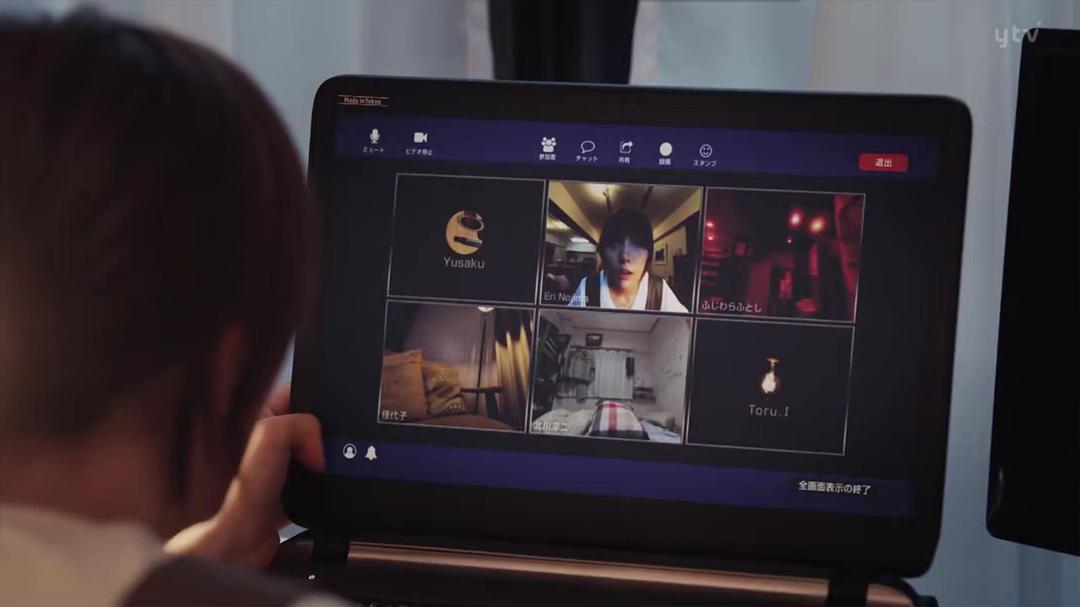 ytv
Made in Tokyo
ミュート
ビデオ停止
参加者
チャット
共有
録画
スタンプ
退出
Yusaku
Eri Nojima
ふじわらふとし
佳代子
北川淳二
Toru.I
全画面表示の終了